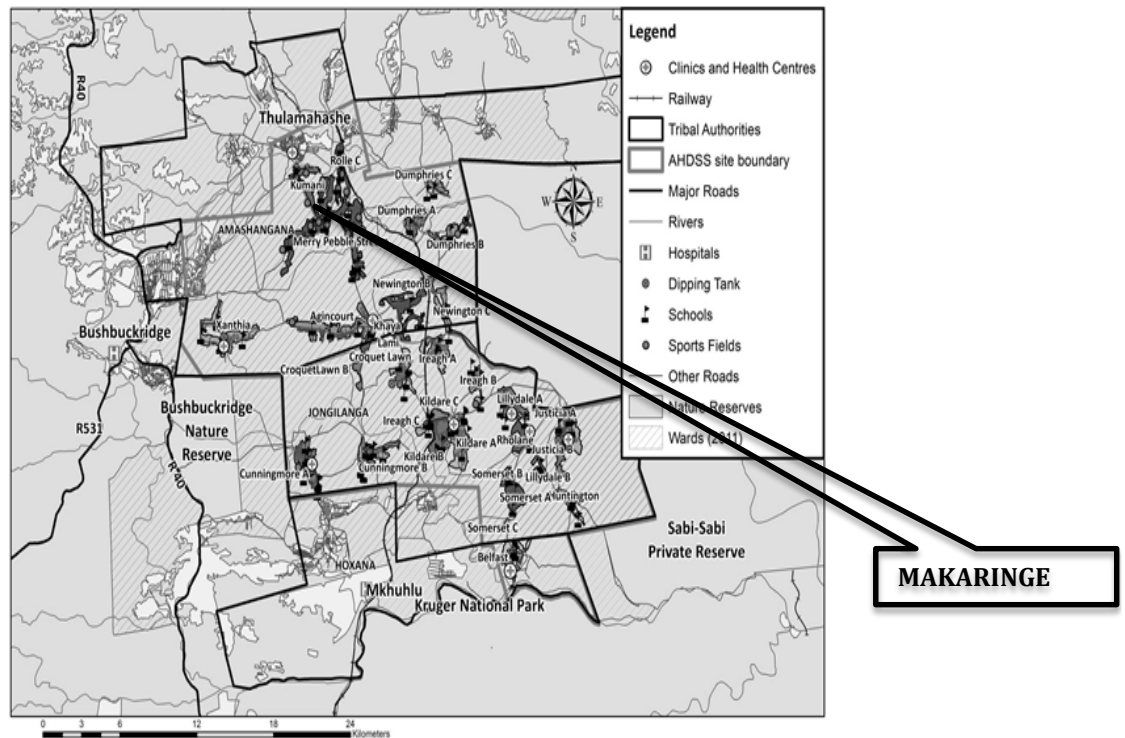 R40
Thulamahashe
Rolle C
Kumani
Dumphries C
Dumphries A
AMASHANGANA
Merry Pebble Str
Dumphries B
Newington B
Newington C
Agincourt
Xanthia
Khaya
Lami
Bushbuckridge
Croquet Lawn
Ireagh A
CroquetLawn B
Ireagh B
Kildare C
Lillydale A
Bushbuckridge
Nature
Reserve
JONGILANGA
Ireagh C
Justicia A
R531
Kildare A
Rholane
Kildare B
Justicia B
Cunningmore A
Cunningmore B
Somerset B
Lillydale B
R'40
Somerset A
Huntington
Somerset C
Sabi-Sabi
Private Reserve
Belfast
HOXANA
Mkhuhlu
Kruger National Park
N
W
E
S
Legend
Clinics and Health Centres
Railway
Tribal Authorities
AHDSS site boundary
Major Roads
Rivers
H
Hospitals
Dipping Tank
Schools
Sports Fields
Other Roads
Nature Reserves
Wards (2011)
MAKARINGE
0 3 6 12 18 24
Kilometers